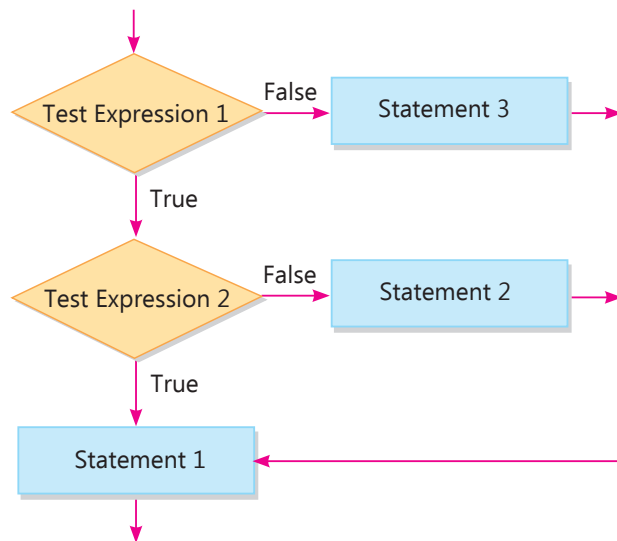 Test Expression 1
False
Statement 3
True
Test Expression 2
False
Statement 2
True
Statement 1